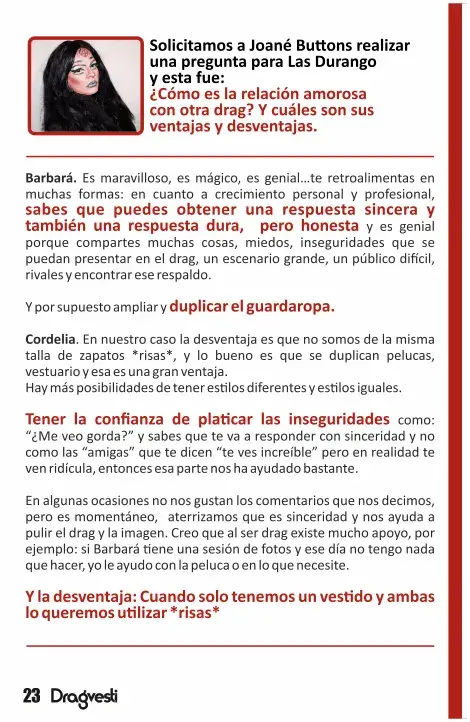 Solicitamos a Joané Buttons realizar
una pregunta para Las Durango
y esta fue:
¿Cómo es la relación amorosa
con otra drag? Y cuáles son sus
ventajas y desventajas.
Barbará. Es maravilloso, es mágico, es genial...te retroalimentas en
muchas formas: en cuanto a crecimiento personal y profesional,
sabes que puedes obtener una respuesta sincera y
también una respuesta dura, pero honesta y es genial
porque compartes muchas cosas, miedos, inseguridades que se
puedan presentar en el drag, un escenario grande, un público difícil,
rivales y encontrar ese respaldo.
Y por supuesto ampliar y duplicar el guardaropa.
Cordelia. En nuestro caso la desventaja es que no somos de la misma
talla de zapatos *risas*, y lo bueno es que se duplican pelucas,
vestuario y esa es una gran ventaja.
Hay más posibilidades de tener estilos diferentes y estilos iguales.
Tener la confianza de platicar las inseguridades como:
“¿Me veo gorda?” y sabes que te va a responder con sinceridad y no
como las “amigas” que te dicen “te ves increíble” pero en realidad te
ven ridícula, entonces esa parte nos ha ayudado bastante.
En algunas ocasiones no nos gustan los comentarios que nos decimos,
pero es momentáneo, aterrizamos que es sinceridad y nos ayuda a
pulir el drag y la imagen. Creo que al ser drag existe mucho apoyo, por
ejemplo: si Barbará tiene una sesión de fotos y ese día no tengo nada
que hacer, yo le ayudo con la peluca o en lo que necesite.
Y la desventaja: Cuando solo tenemos un vestido y ambas
lo queremos utilizar *risas*
23 Dragvesti